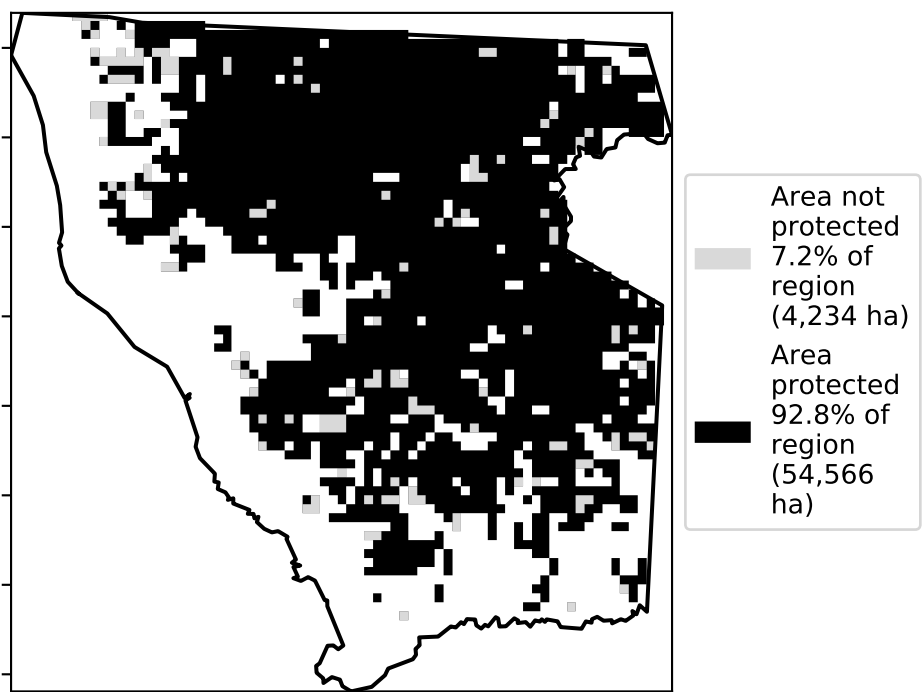 Area not
protected
7.2% of
region
(4,234 ha)
Area
protected
92.8% of
region
(54,566
ha)